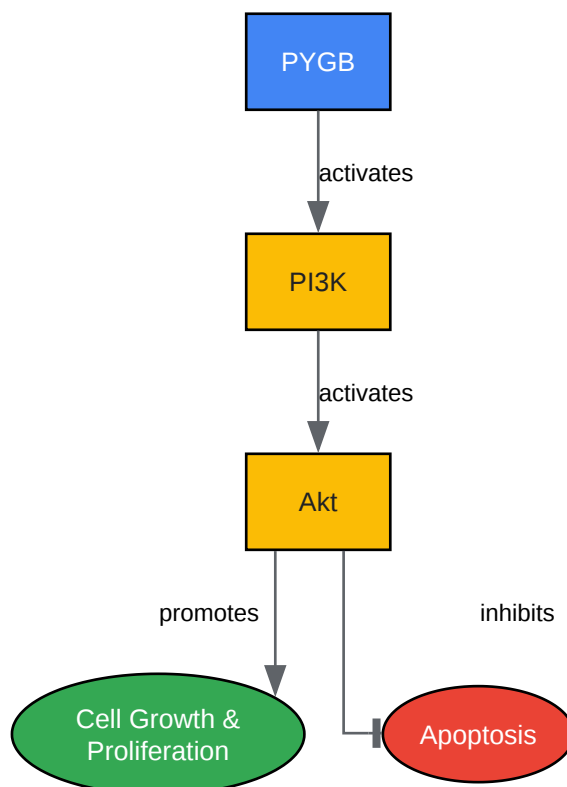 PYGB
activates
PI3K
activates
Akt
promotes
inhibits
Cell Growth &
Proliferation
Apoptosis